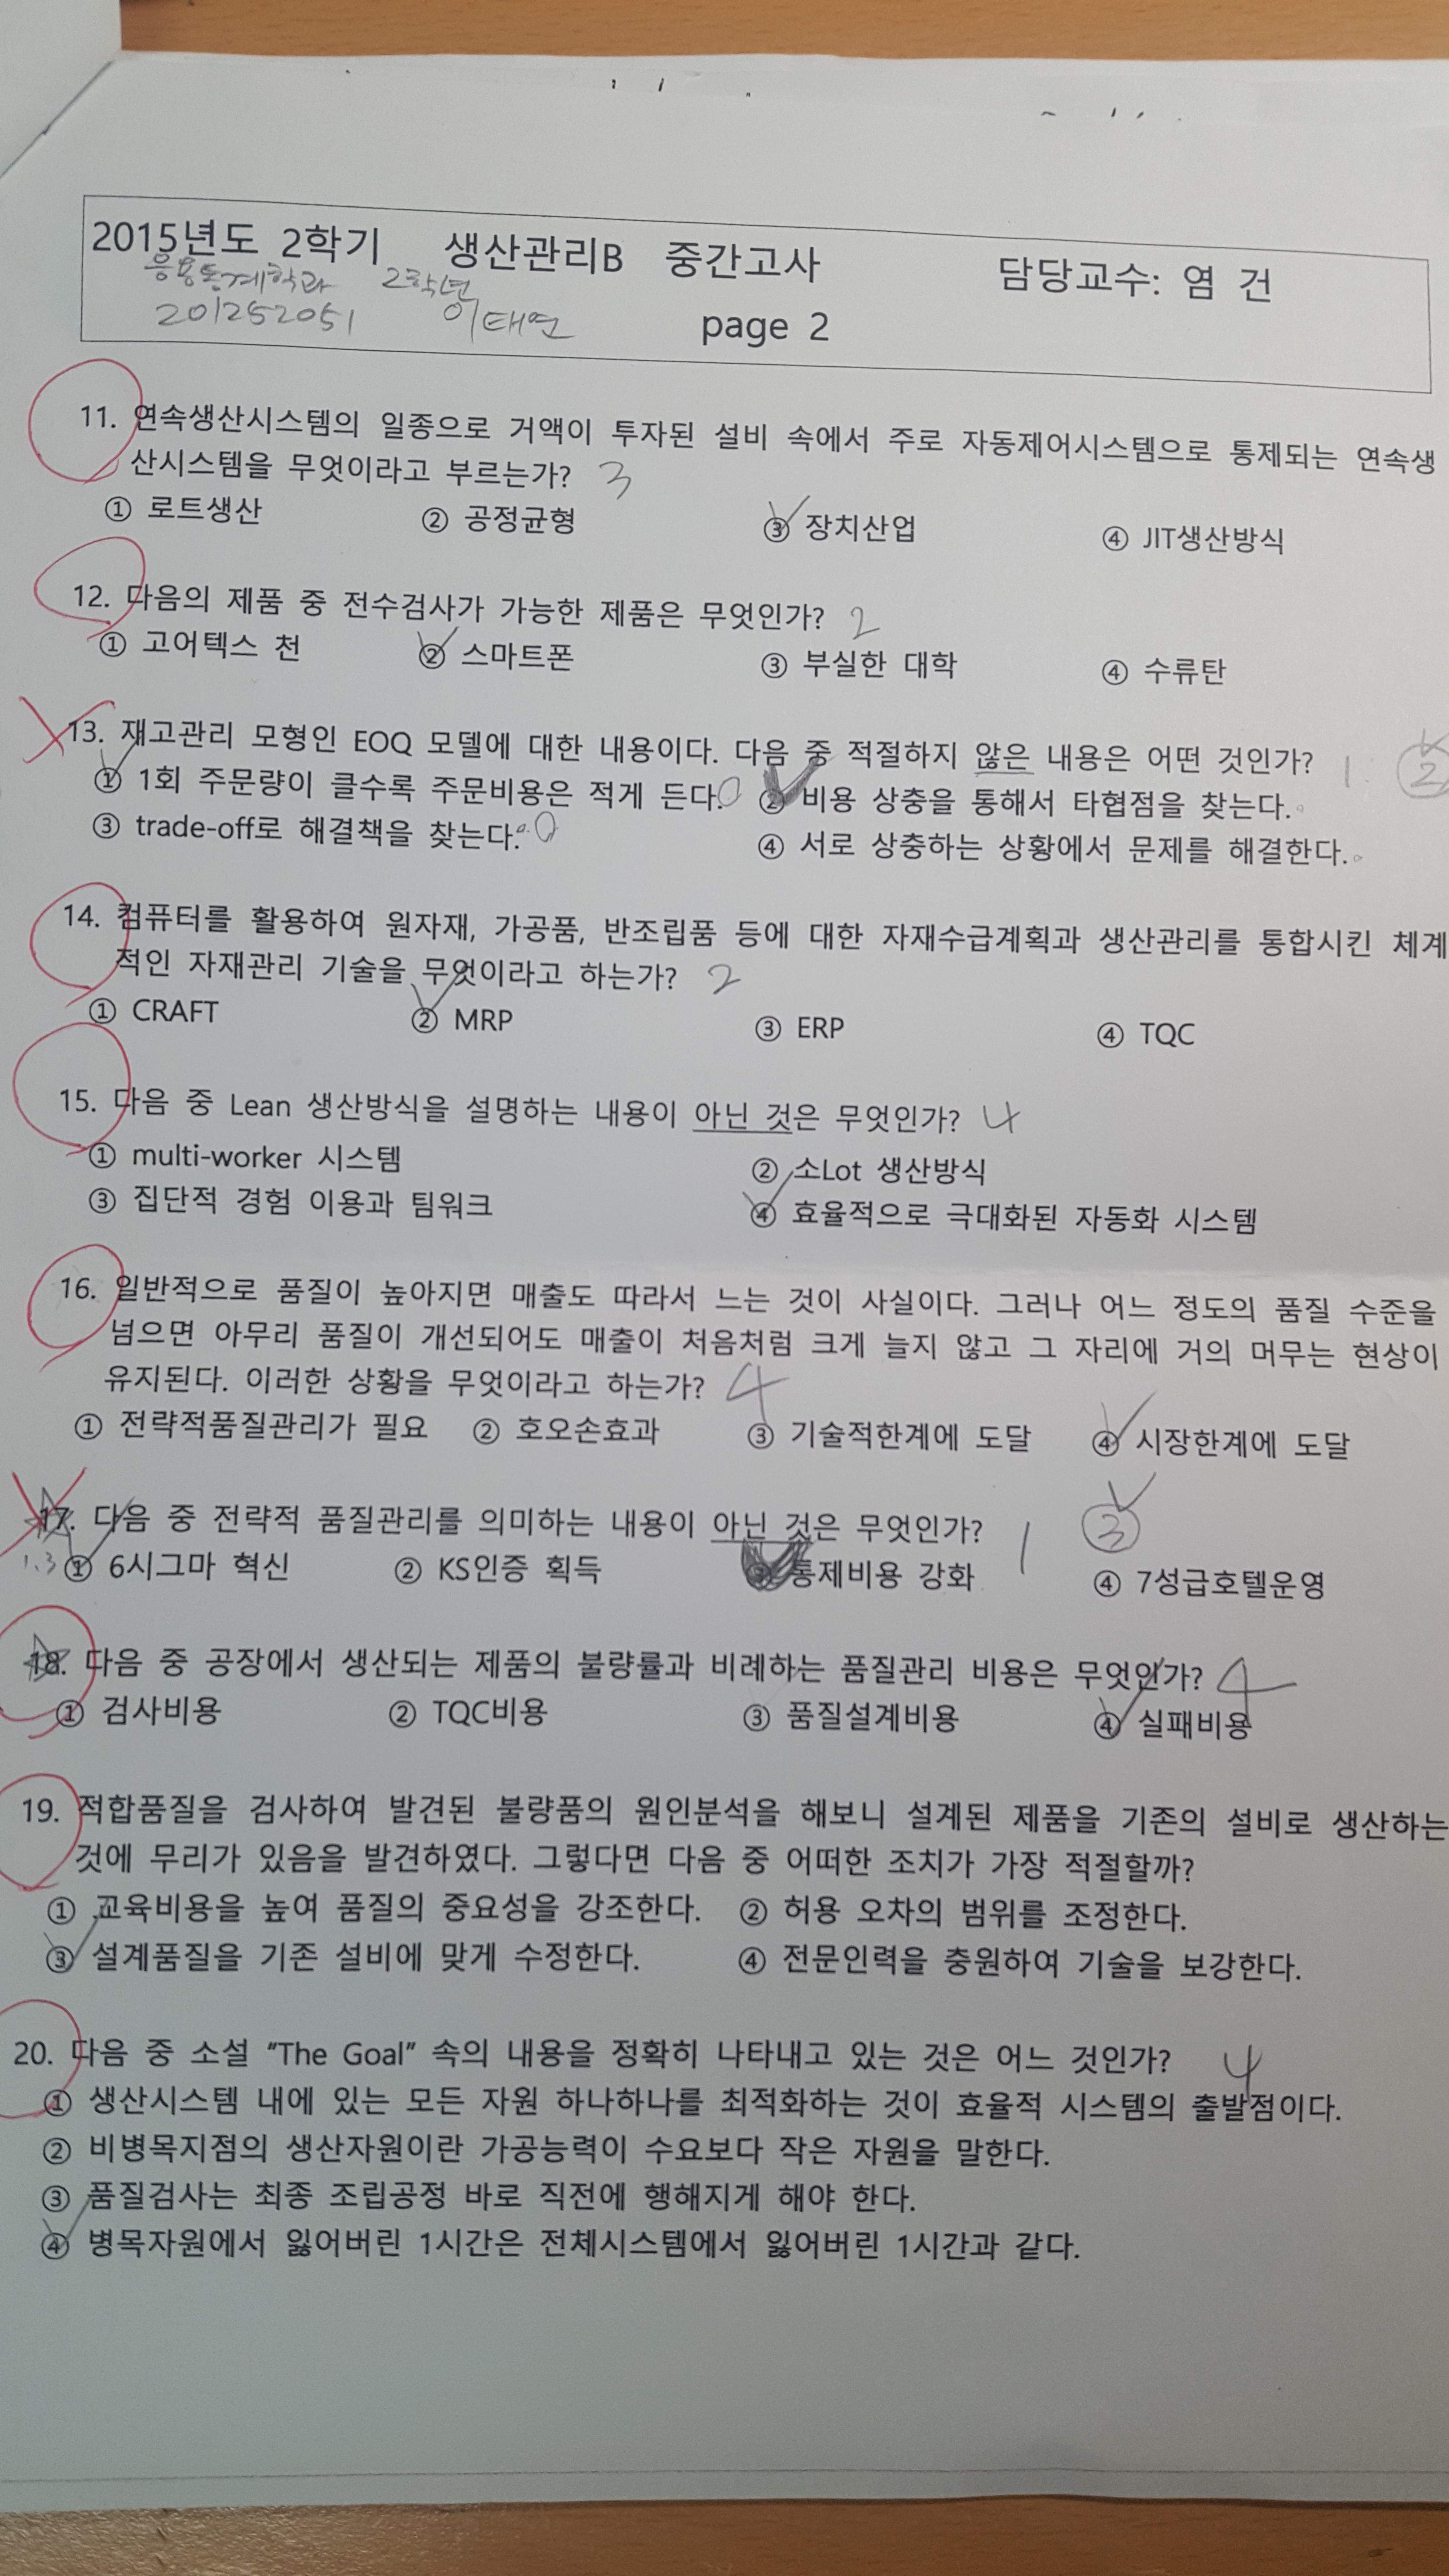 2015년도 2학기 생산관리B 중간고사 담당교수: 염 건
응용통계학과 2학년
201252051 이태연 page 2
11. 연속생산시스템의 일종으로 거액이 투자된 설비 속에서 주로 자동제어시스템으로 통제되는 연속생
산시스템을 무엇이라고 부르는가? 3
① 로트생산 ② 공정균형 ③ 장치산업 ④ JIT생산방식
12. 다음의 제품 중 전수검사가 가능한 제품은 무엇인가? 2
① 고어텍스 천 ② 스마트폰 ③ 부실한 대학 ④ 수류탄
13. 재고관리 모형인 EOQ 모델에 대한 내용이다. 다음 중 적절하지 않은 내용은 어떤 것인가? 1 ②
① 1회 주문량이 클수록 주문비용은 적게 든다. ② 비용 상충을 통해서 타협점을 찾는다.
③ trade-off로 해결책을 찾는다. ④ 서로 상충하는 상황에서 문제를 해결한다.
14. 컴퓨터를 활용하여 원자재, 가공품, 반조립품 등에 대한 자재수급계획과 생산관리를 통합시킨 체계
적인 자재관리 기술을 무엇이라고 하는가? 2
① CRAFT ② MRP ③ ERP ④ TQC
15. 다음 중 Lean 생산방식을 설명하는 내용이 아닌 것은 무엇인가? 4
① multi-worker 시스템 ② 소Lot 생산방식
③ 집단적 경험 이용과 팀워크 ④ 효율적으로 극대화된 자동화 시스템
16. 일반적으로 품질이 높아지면 매출도 따라서 느는 것이 사실이다. 그러나 어느 정도의 품질 수준을
넘으면 아무리 품질이 개선되어도 매출이 처음처럼 크게 늘지 않고 그 자리에 거의 머무는 현상이
유지된다. 이러한 상황을 무엇이라고 하는가? 4
① 전략적품질관리가 필요 ② 호오손효과 ③ 기술적한계에 도달 ④ 시장한계에 도달
17. 다음 중 전략적 품질관리를 의미하는 내용이 아닌 것은 무엇인가? 1 ③
1.3 ① 6시그마 혁신 ② KS인증 획득 ③ 통제비용 강화 ④ 7성급호텔운영
18. 다음 중 공장에서 생산되는 제품의 불량률과 비례하는 품질관리 비용은 무엇인가? 4
① 검사비용 ② TQC비용 ③ 품질설계비용 ④ 실패비용
19. 적합품질을 검사하여 발견된 불량품의 원인분석을 해보니 설계된 제품을 기존의 설비로 생산하는
것에 무리가 있음을 발견하였다. 그렇다면 다음 중 어떠한 조치가 가장 적절할까?
① 교육비용을 높여 품질의 중요성을 강조한다. ② 허용 오차의 범위를 조정한다.
③ 설계품질을 기존 설비에 맞게 수정한다. ④ 전문인력을 충원하여 기술을 보강한다.
20. 다음 중 소설 “The Goal” 속의 내용을 정확히 나타내고 있는 것은 어느 것인가? 4
① 생산시스템 내에 있는 모든 자원 하나하나를 최적화하는 것이 효율적 시스템의 출발점이다.
② 비병목지점의 생산자원이란 가공능력이 수요보다 작은 자원을 말한다.
③ 품질검사는 최종 조립공정 바로 직전에 행해지게 해야 한다.
④ 병목자원에서 잃어버린 1시간은 전체시스템에서 잃어버린 1시간과 같다.